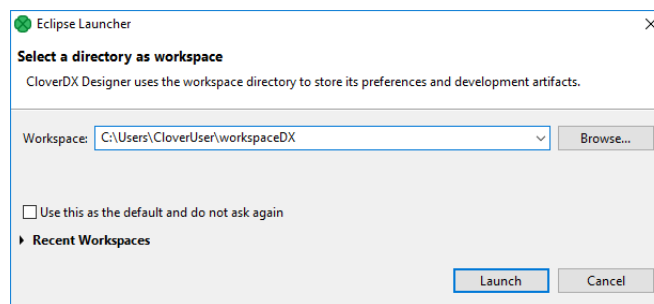 Eclipse Launcher
Select a directory as workspace
CloverDX Designer uses the workspace directory to store its preferences and development artifacts.
Workspace: C:\Users\CloverUser\workspaceDX Browse...
Use this as the default and do not ask again
Recent Workspaces
Launch Cancel